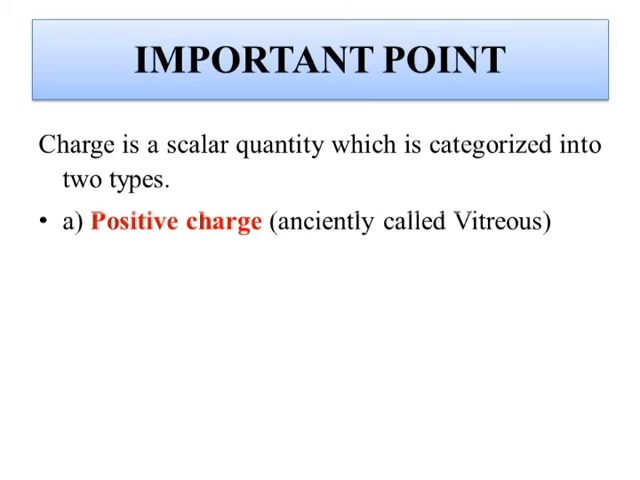 IMPORTANT POINT
Charge is a scalar quantity which is categorized into
two types.
• a) Positive charge (anciently called Vitreous)